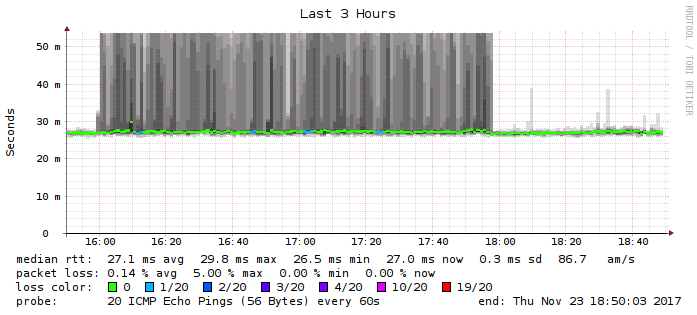 Last 3 Hours
RRDTOOL / TOBI OETIKER
Seconds
50 m
40 m
30 m
20 m
10 m
0
16:00 16:20 16:40 17:00 17:20 17:40 18:00 18:20 18:40
median rtt: 27.1 ms avg 29.8 ms max 26.5 ms min 27.0 ms now 0.3 ms sd 86.7 am/s
packet loss: 0.14 % avg 5.00 % max 0.00 % min 0.00 % now
loss color: 0 1/20 2/20 3/20 4/20 10/20 19/20
probe: 20 ICMP Echo Pings (56 Bytes) every 60s end: Thu Nov 23 18:50:03 2017